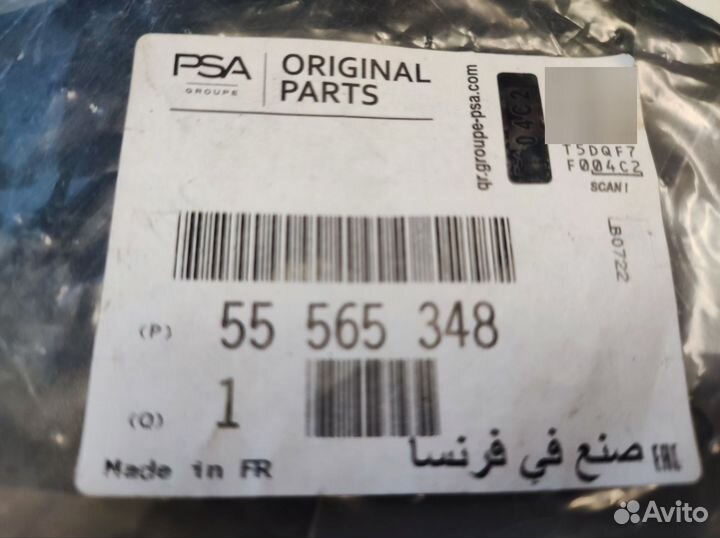 PSA
GROUPE
ORIGINAL
PARTS
qr.groupe-psa.com
04C2
T5DQF7
F004C2
SCAN!
LB0722
(P) 55 565 348
(Q) 1
Made in FR
صنع في فرنسا
EAC
Avito